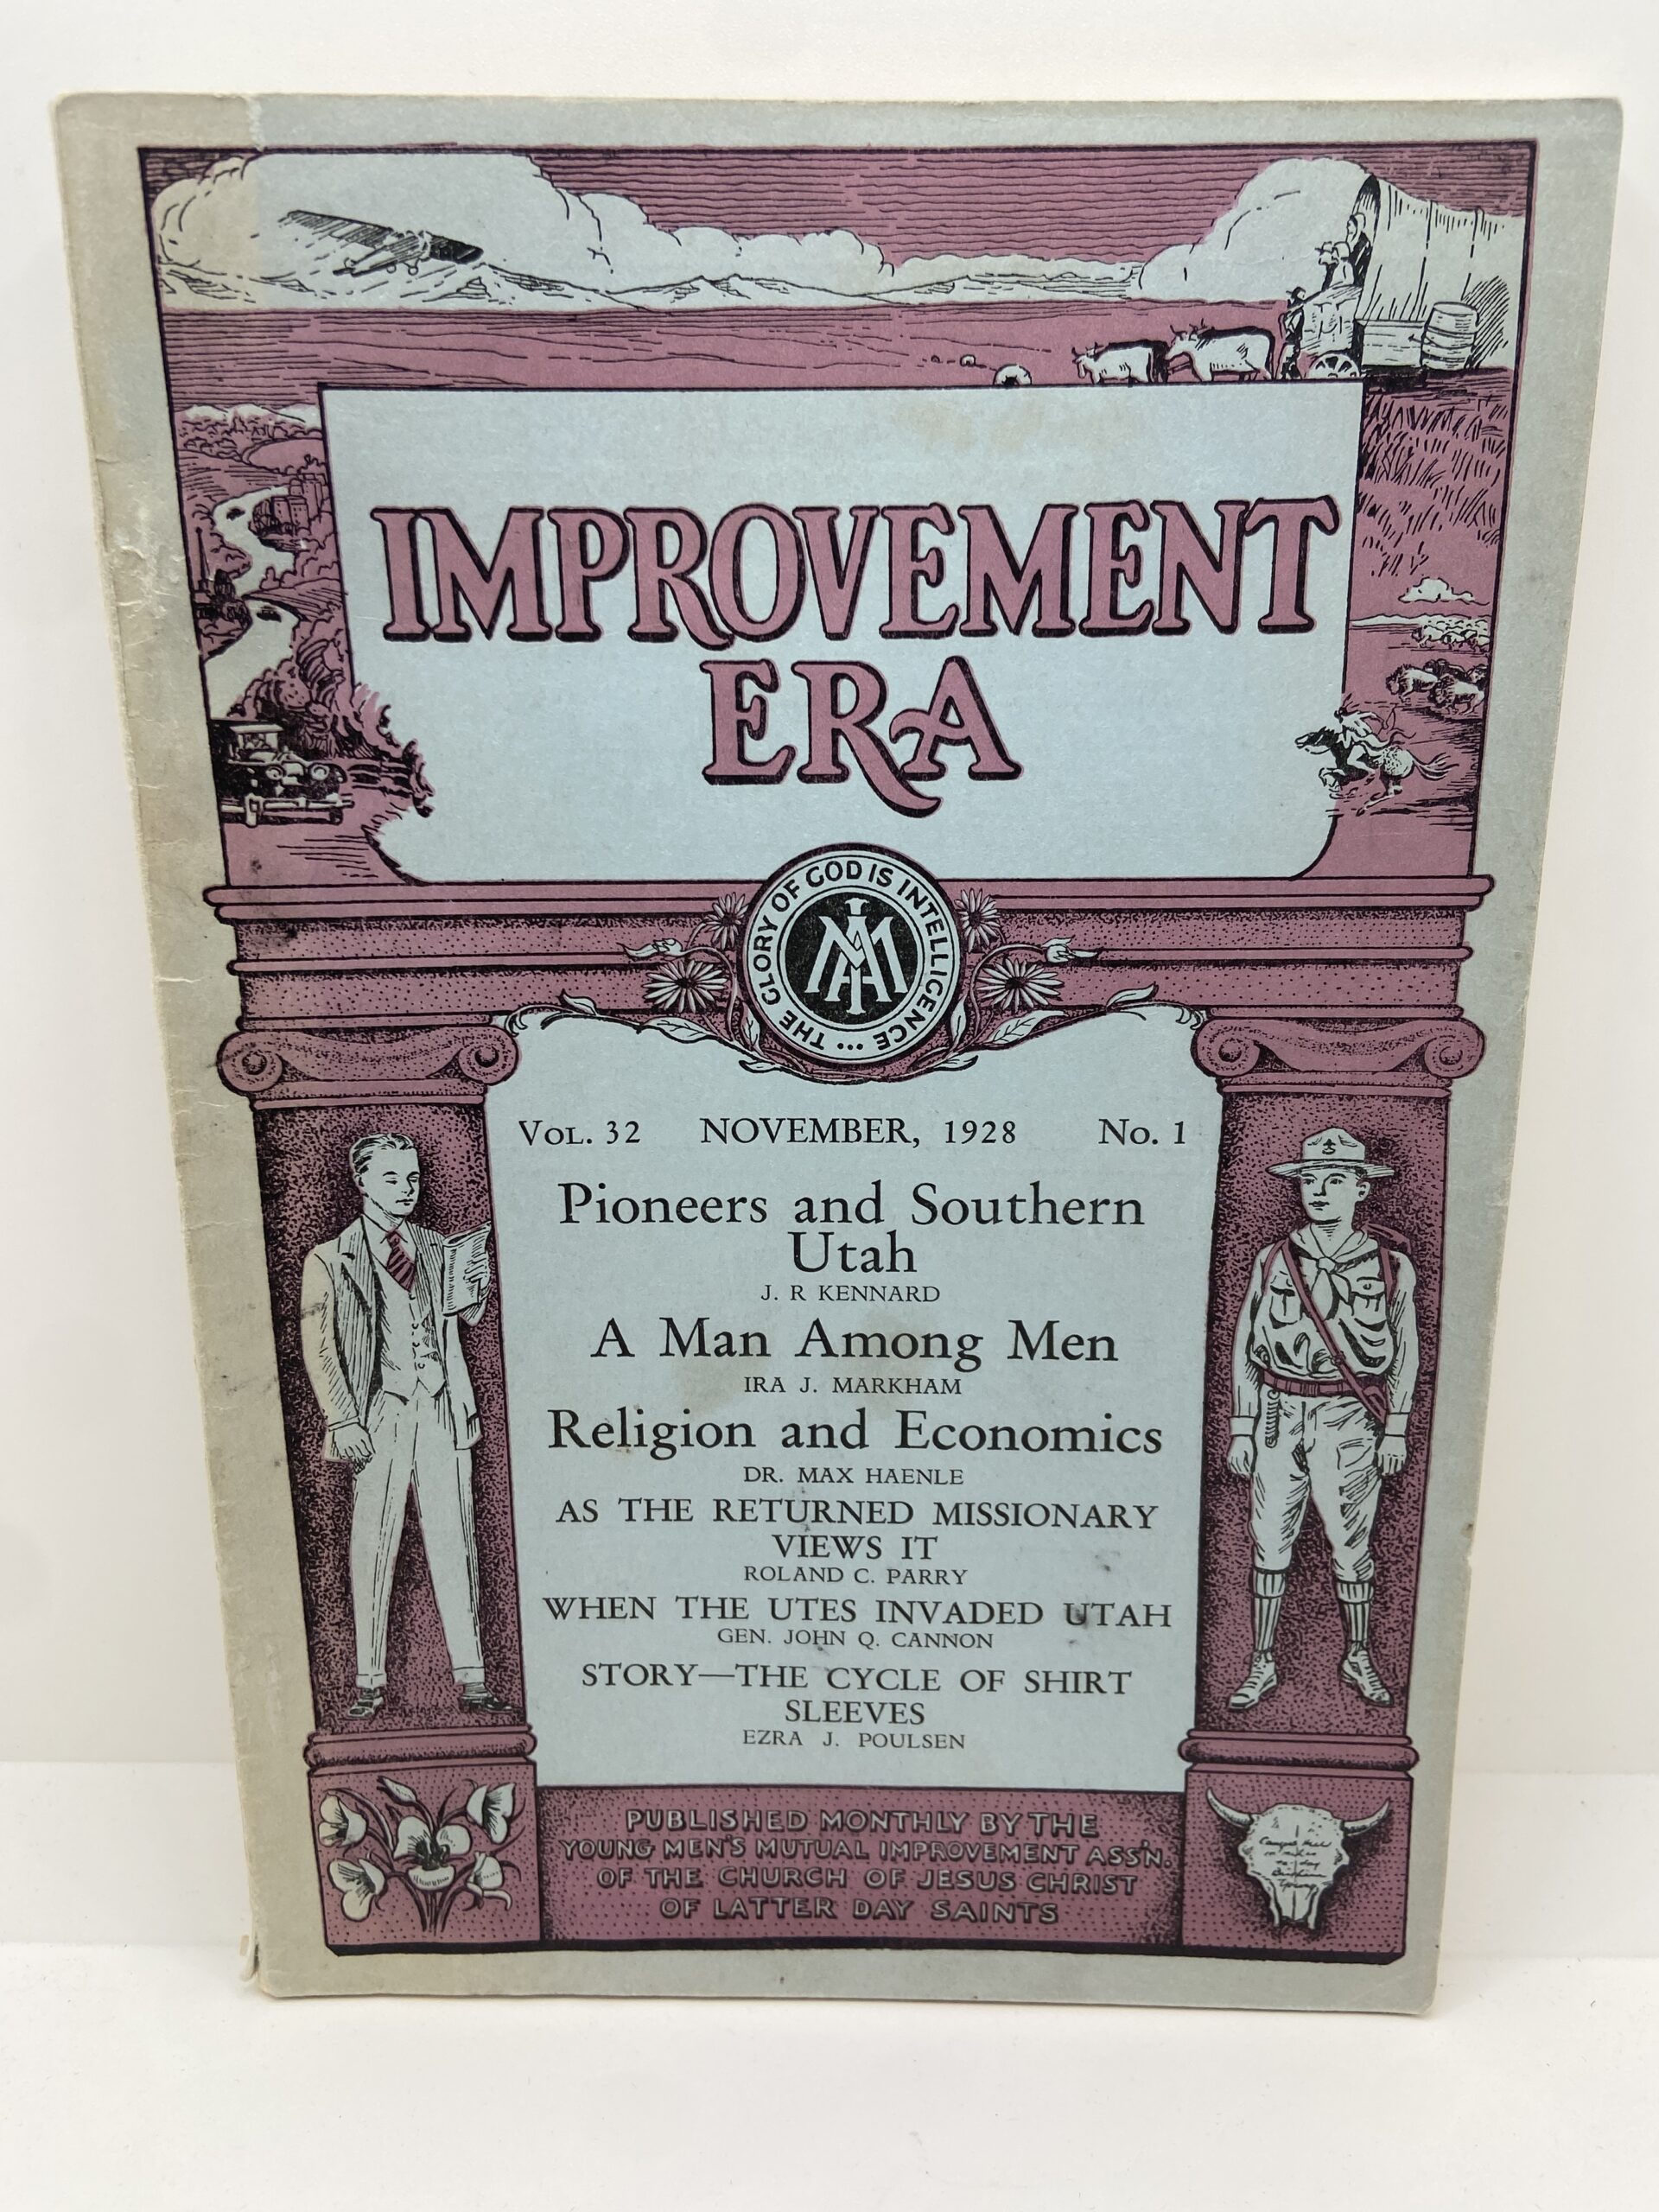 IMPROVEMENT
ERA
THE GLORY OF GOD IS INTELLIGENCE ...
MIA
VOL. 32 NOVEMBER, 1928 No. 1
Pioneers and Southern
Utah
J. R KENNARD
A Man Among Men
IRA J. MARKHAM
Religion and Economics
DR. MAX HAENLE
AS THE RETURNED MISSIONARY
VIEWS IT
ROLAND C. PARRY
WHEN THE UTES INVADED UTAH
GEN. JOHN Q. CANNON
STORY—THE CYCLE OF SHIRT
SLEEVES
EZRA J. POULSEN
PUBLISHED MONTHLY BY THE
YOUNG MEN'S MUTUAL IMPROVEMENT ASS'N.
OF THE CHURCH OF JESUS CHRIST
OF LATTER DAY SAINTS